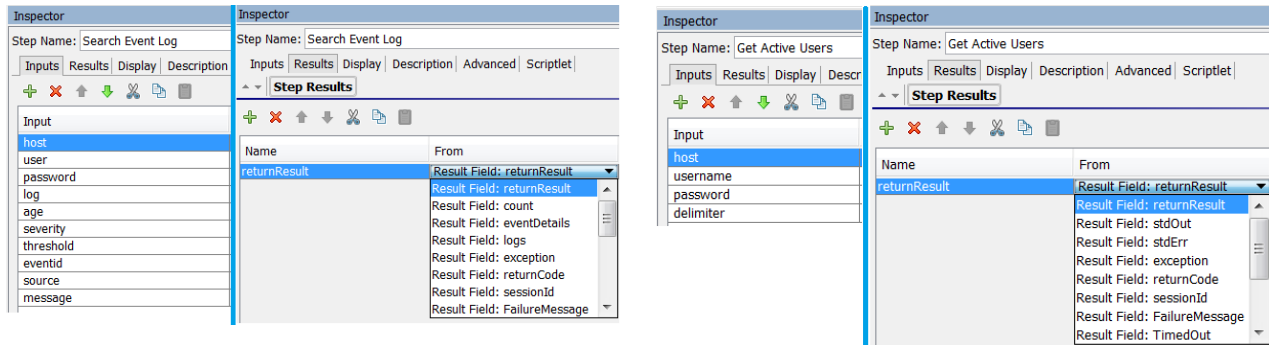 Inspector
Step Name: Search Event Log
Inputs Results Display Description
Input
host
user
password
log
age
severity
threshold
eventid
source
message
Inspector
Step Name: Search Event Log
Inputs Results Display Description Advanced Scriptlet
Step Results
Name From
returnResult Result Field: returnResult
Result Field: returnResult
Result Field: count
Result Field: eventDetails
Result Field: logs
Result Field: exception
Result Field: returnCode
Result Field: sessionId
Result Field: FailureMessage
Inspector
Step Name: Get Active Users
Inputs Results Display Descr
Input
host
username
password
delimiter
Inspector
Step Name: Get Active Users
Inputs Results Display Description Advanced Scriptlet
Step Results
Name From
returnResult Result Field: returnResult
Result Field: returnResult
Result Field: stdOut
Result Field: stdErr
Result Field: exception
Result Field: returnCode
Result Field: sessionId
Result Field: FailureMessage
Result Field: TimedOut